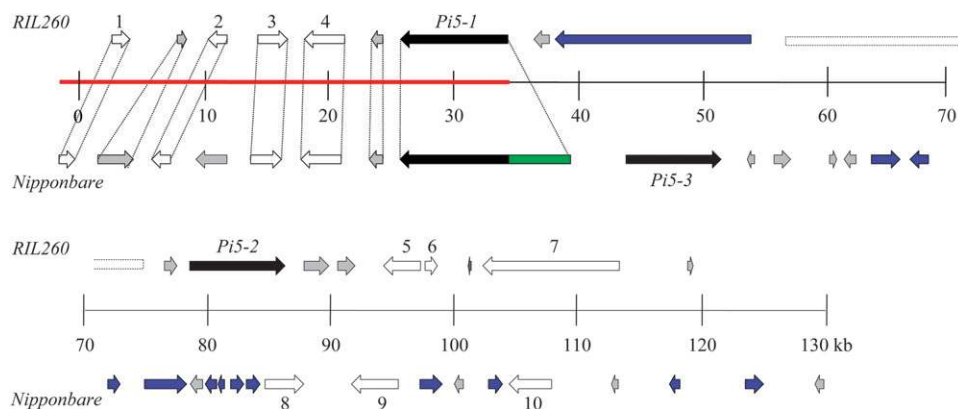 RIL260 1 2 3 4 Pi5-1
0 10 20 30 40 50 60 70
Nipponbare Pi5-3
RIL260 Pi5-2 5 6 7
70 80 90 100 110 120 130 kb
Nipponbare 8 9 10